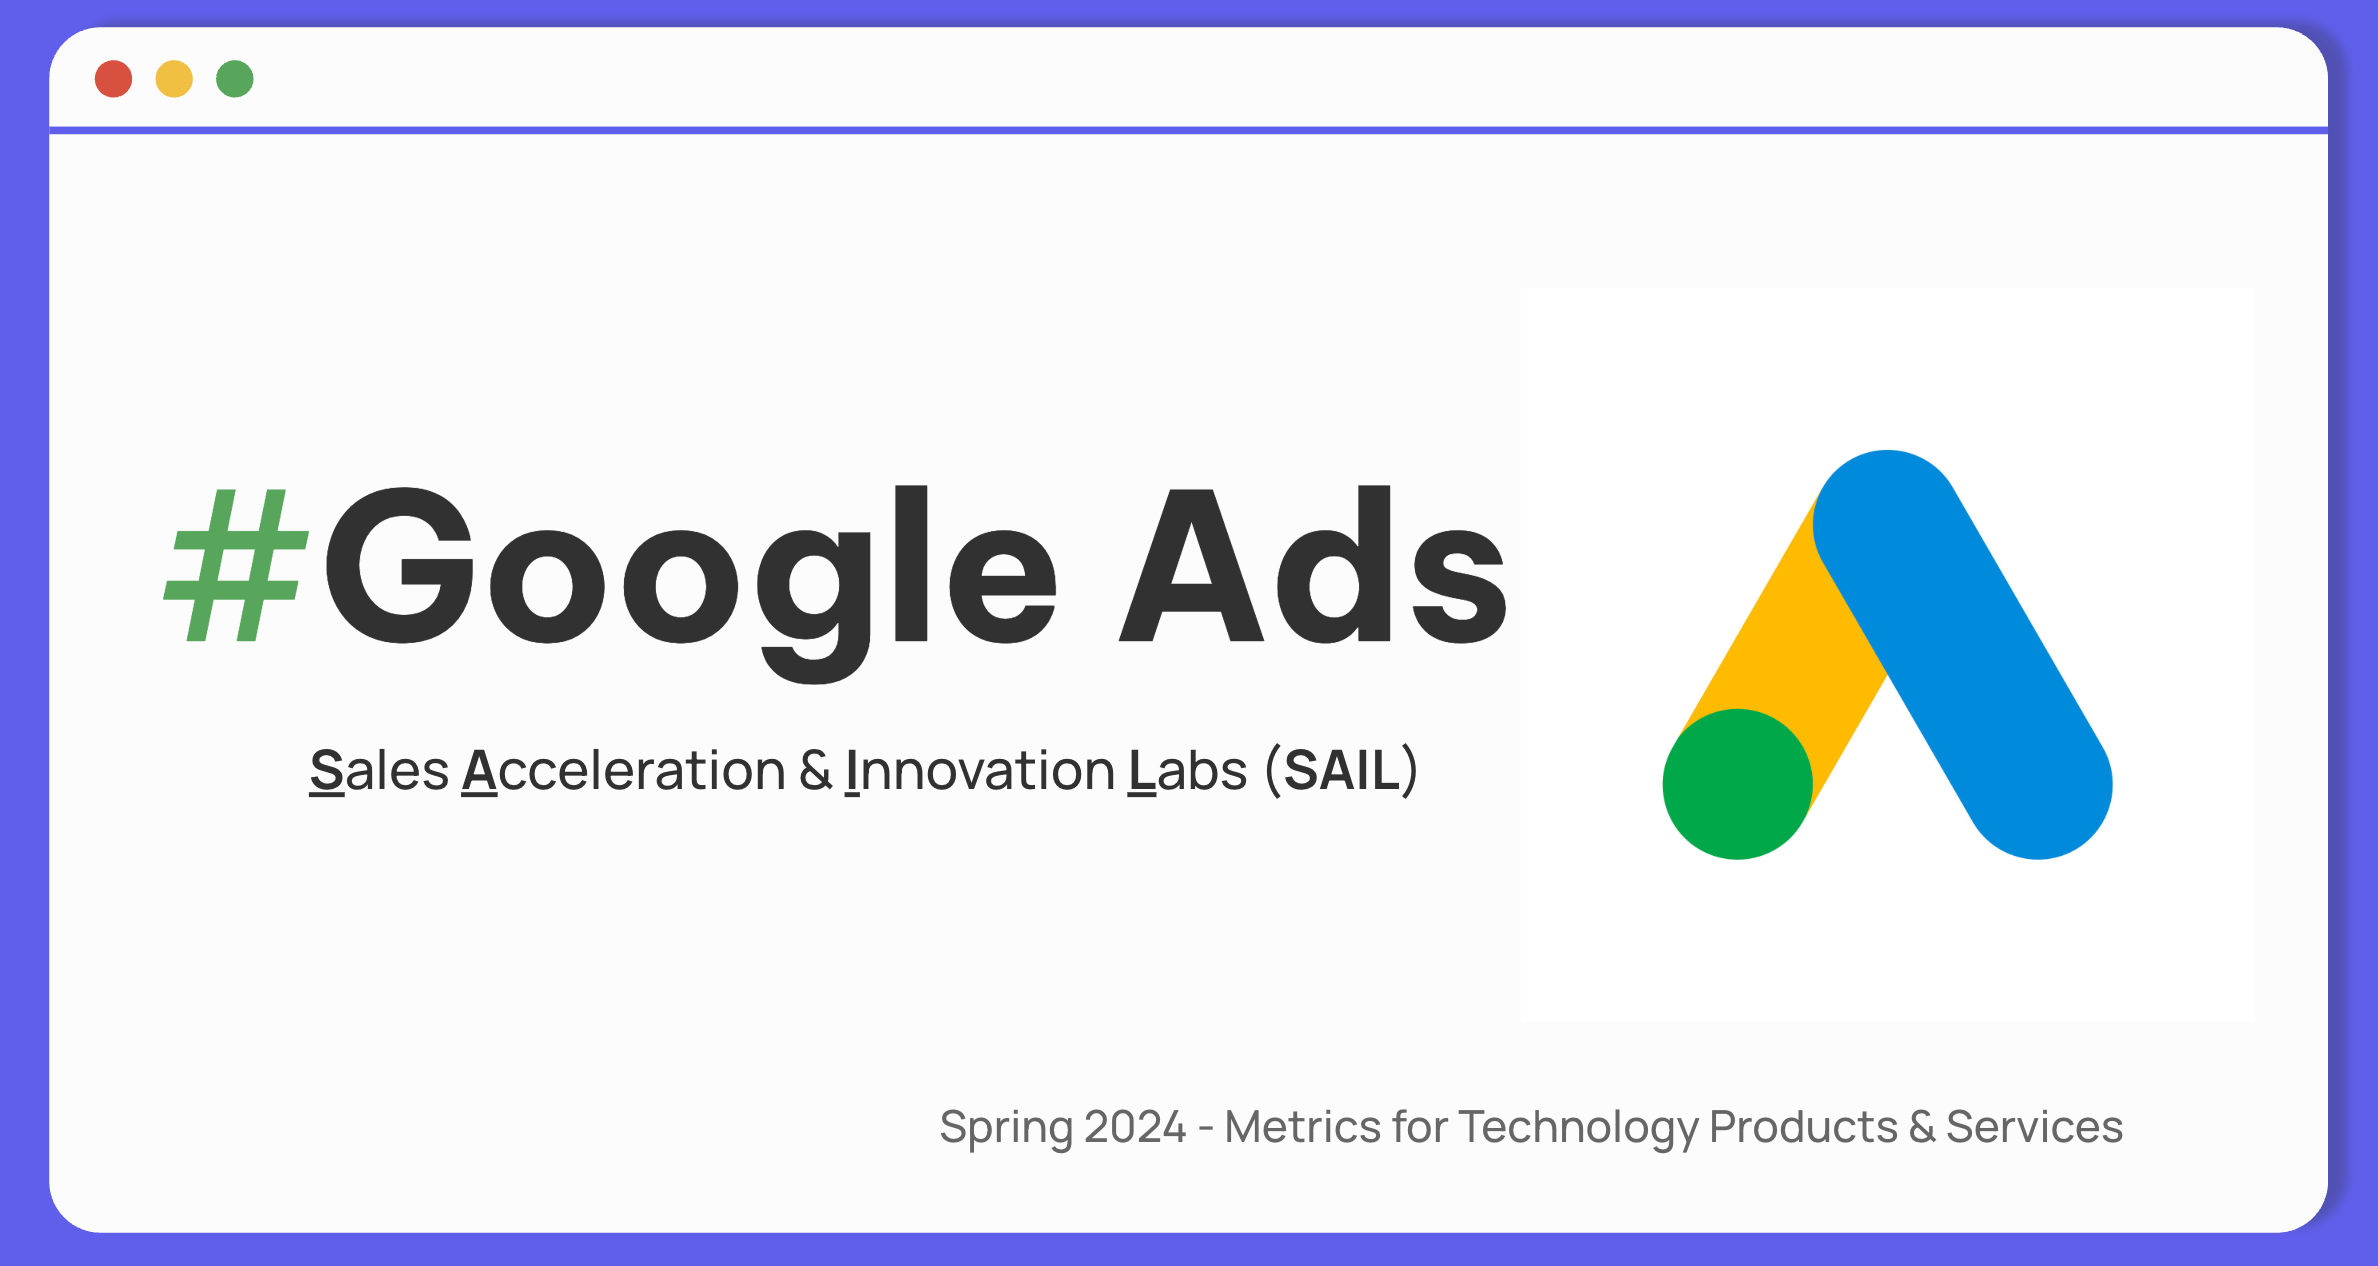 #Google Ads
Sales Acceleration & Innovation Labs (SAIL)
Spring 2024 - Metrics for Technology Products & Services